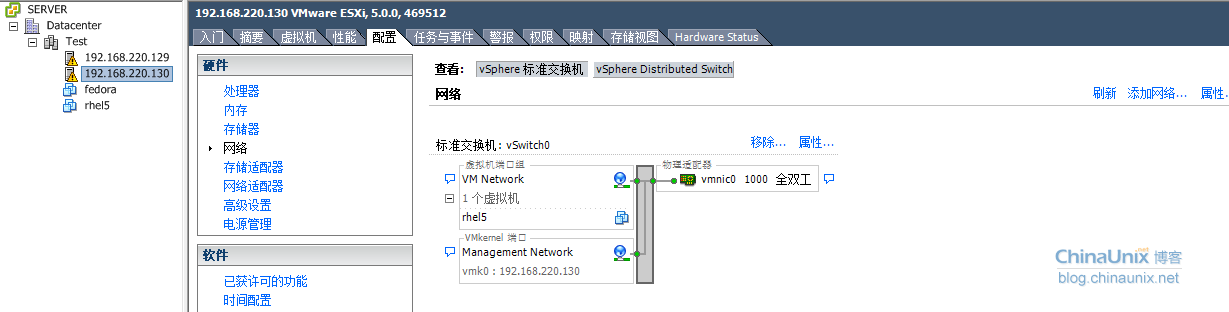 SERVER
Datacenter
Test
192.168.220.129
192.168.220.130
fedora
rhel5
192.168.220.130 VMware ESXi, 5.0.0, 469512
入门 摘要 虚拟机 性能 配置 任务与事件 警报 权限 映射 存储视图 Hardware Status
硬件
处理器
内存
存储器
网络
存储适配器
网络适配器
高级设置
电源管理
软件
已获许可的功能
时间配置
查看: vSphere 标准交换机 vSphere Distributed Switch
网络
刷新 添加网络... 属性..
标准交换机: vSwitch0 移除... 属性...
虚拟机端口组
VM Network
1 个虚拟机
rhel5
VMkernel 端口
Management Network
vmk0 : 192.168.220.130
物理适配器
vmnic0 1000 全双工
ChinaUnix.net 博客
blog.chinaunix.net